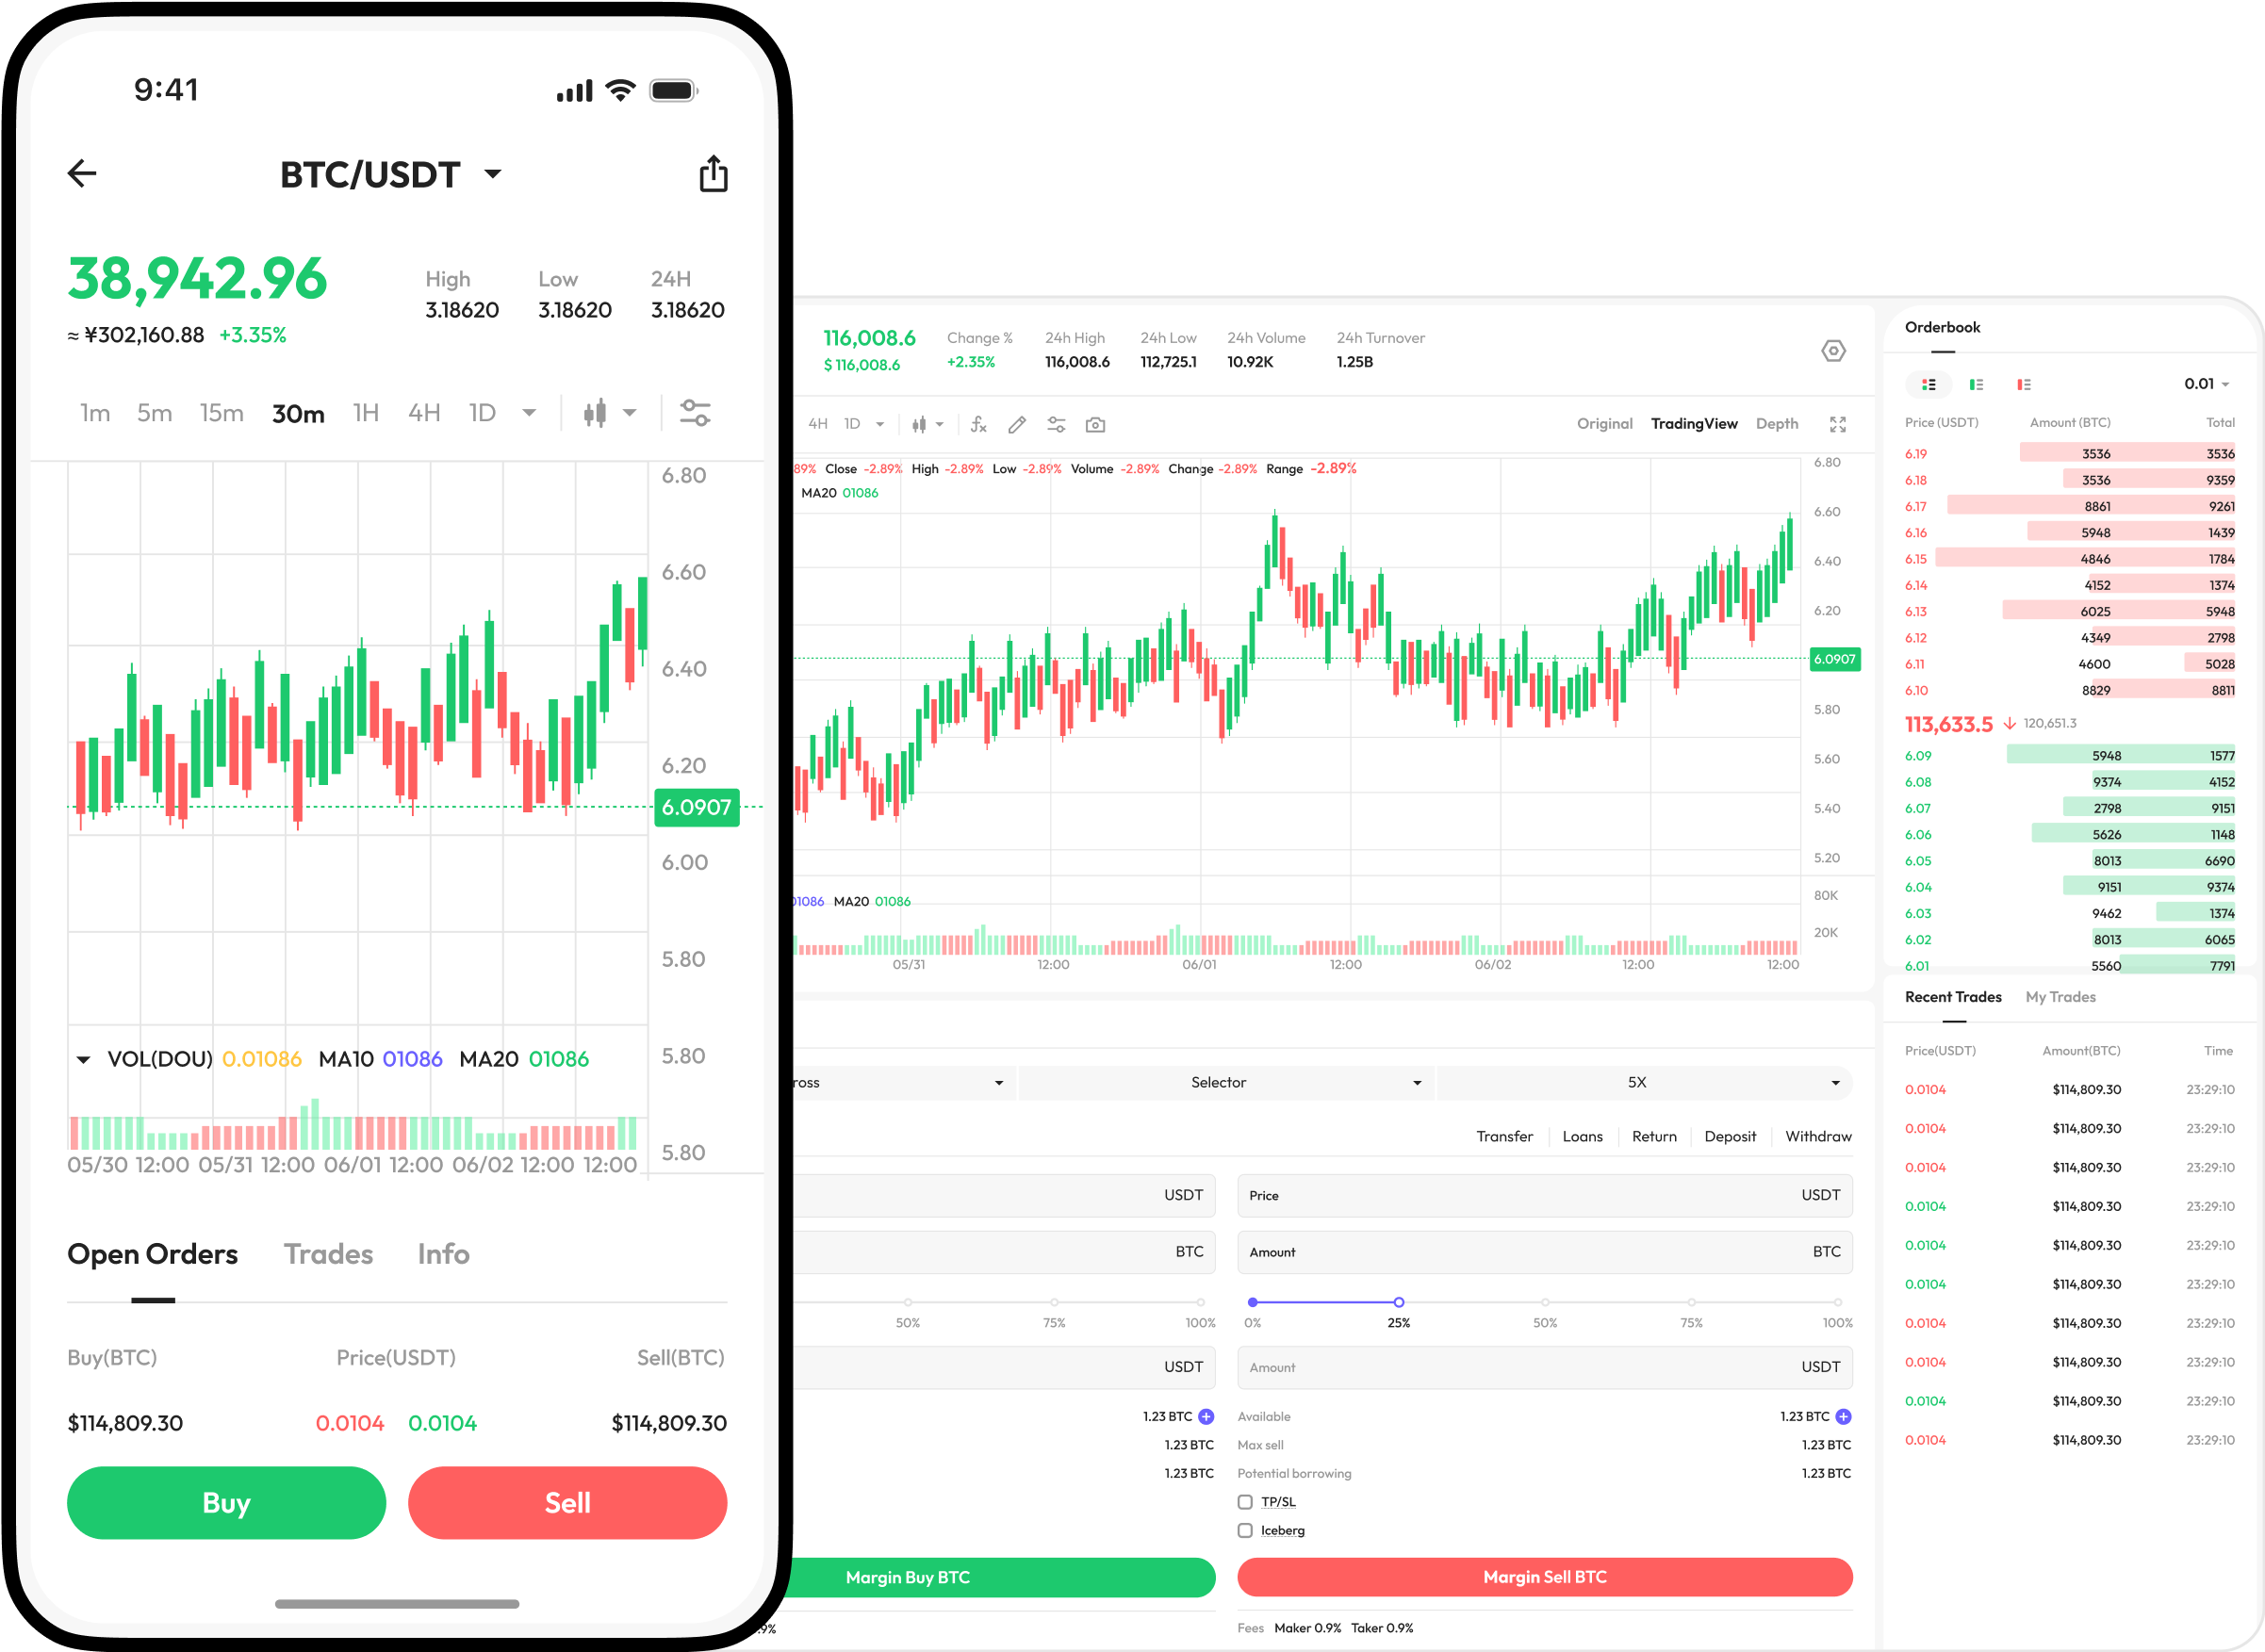 9:41
BTC/USDT
38,942.96
≈ ¥302,160.88 +3.35%
High Low 24H
3.18620 3.18620 3.18620
1m 5m 15m 30m 1H 4H 1D
6.80
6.60
6.40
6.20
6.0907
6.00
5.80
5.80
5.80
VOL(DOU) 0.01086 MA10 01086 MA20 01086
05/30 12:00 05/31 12:00 06/01 12:00 06/02 12:00 12:00
Open Orders Trades Info
Buy(BTC) Price(USDT) Sell(BTC)
$114,809.30 0.0104 0.0104 $114,809.30
Buy Sell
116,008.6
$ 116,008.6
Change % 24h High 24h Low 24h Volume 24h Turnover
+2.35% 116,008.6 112,725.1 10.92K 1.25B
4H 1D
Original TradingView Depth
89% Close -2.89% High -2.89% Low -2.89% Volume -2.89% Change -2.89% Range -2.89%
MA20 01086
6.80
6.60
6.40
6.20
6.0907
5.80
5.60
5.40
5.20
80K
20K
01086 MA20 01086
05/31 12:00 06/01 12:00 06/02 12:00 12:00
ross Selector 5X
Transfer Loans Return Deposit Withdraw
USDT
BTC
50% 75% 100%
USDT
1.23 BTC
1.23 BTC
1.23 BTC
Margin Buy BTC
.9%
Price USDT
Amount BTC
0% 25% 50% 75% 100%
Amount USDT
Available 1.23 BTC
Max sell 1.23 BTC
Potential borrowing 1.23 BTC
TP/SL
Iceberg
Margin Sell BTC
Fees Maker 0.9% Taker 0.9%
Orderbook
0.01
Price (USDT) Amount (BTC) Total
6.19 3536 3536
6.18 3536 9359
6.17 8861 9261
6.16 5948 1439
6.15 4846 1784
6.14 4152 1374
6.13 6025 5948
6.12 4349 2798
6.11 4600 5028
6.10 8829 8811
113,633.5 120,651.3
6.09 5948 1577
6.08 9374 4152
6.07 2798 9151
6.06 5626 1148
6.05 8013 6690
6.04 9151 9374
6.03 9462 1374
6.02 8013 6065
6.01 5560 7791
Recent Trades My Trades
Price(USDT) Amount(BTC) Time
0.0104 $114,809.30 23:29:10
0.0104 $114,809.30 23:29:10
0.0104 $114,809.30 23:29:10
0.0104 $114,809.30 23:29:10
0.0104 $114,809.30 23:29:10
0.0104 $114,809.30 23:29:10
0.0104 $114,809.30 23:29:10
0.0104 $114,809.30 23:29:10
0.0104 $114,809.30 23:29:10
0.0104 $114,809.30 23:29:10